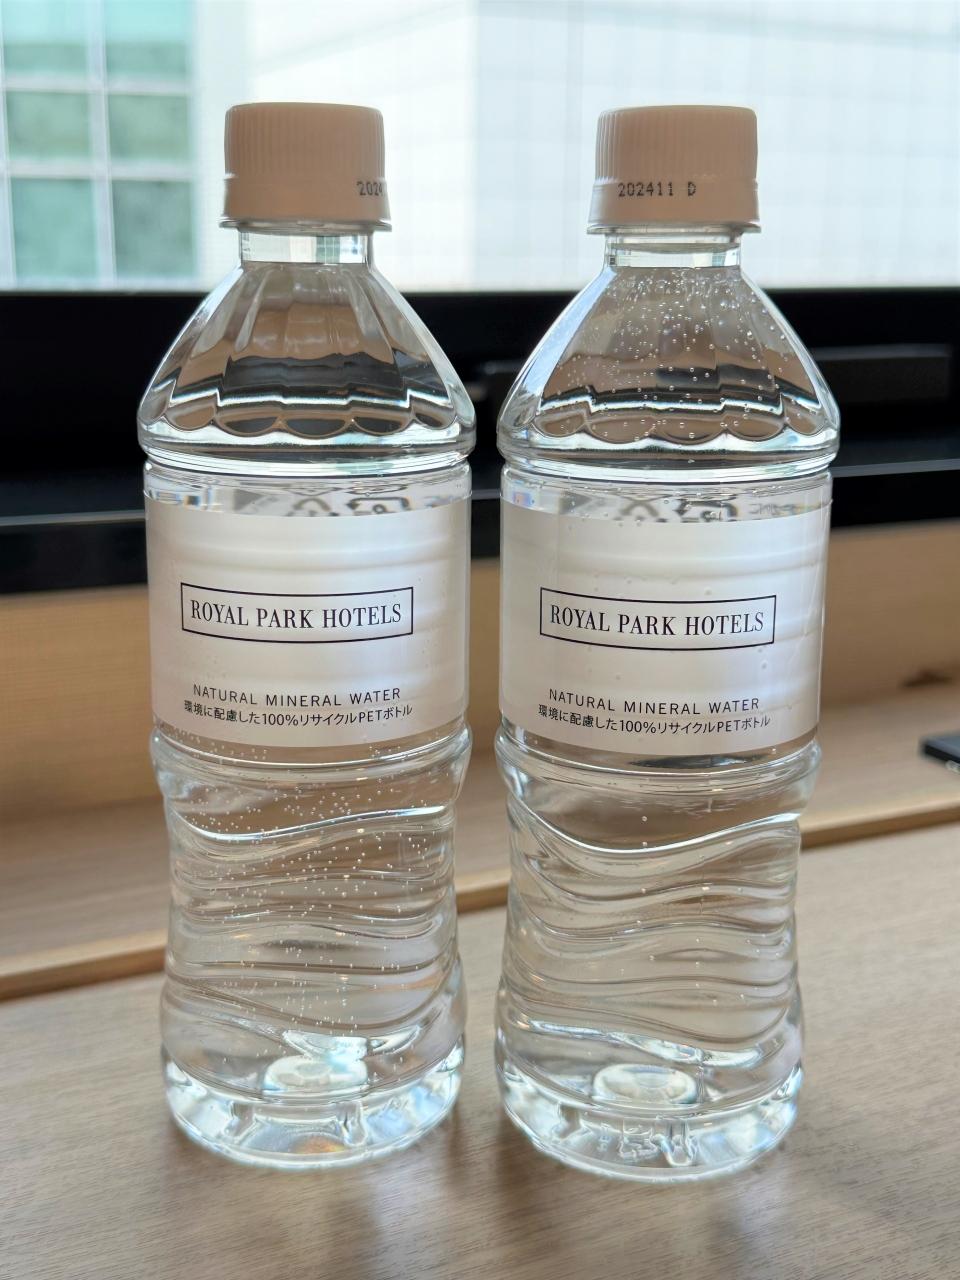 2024
202411 D
ROYAL PARK HOTELS
NATURAL MINERAL WATER
環境に配慮した100%リサイクルPETボトル
ROYAL PARK HOTELS
NATURAL MINERAL WATER
環境に配慮した100%リサイクルPETボトル